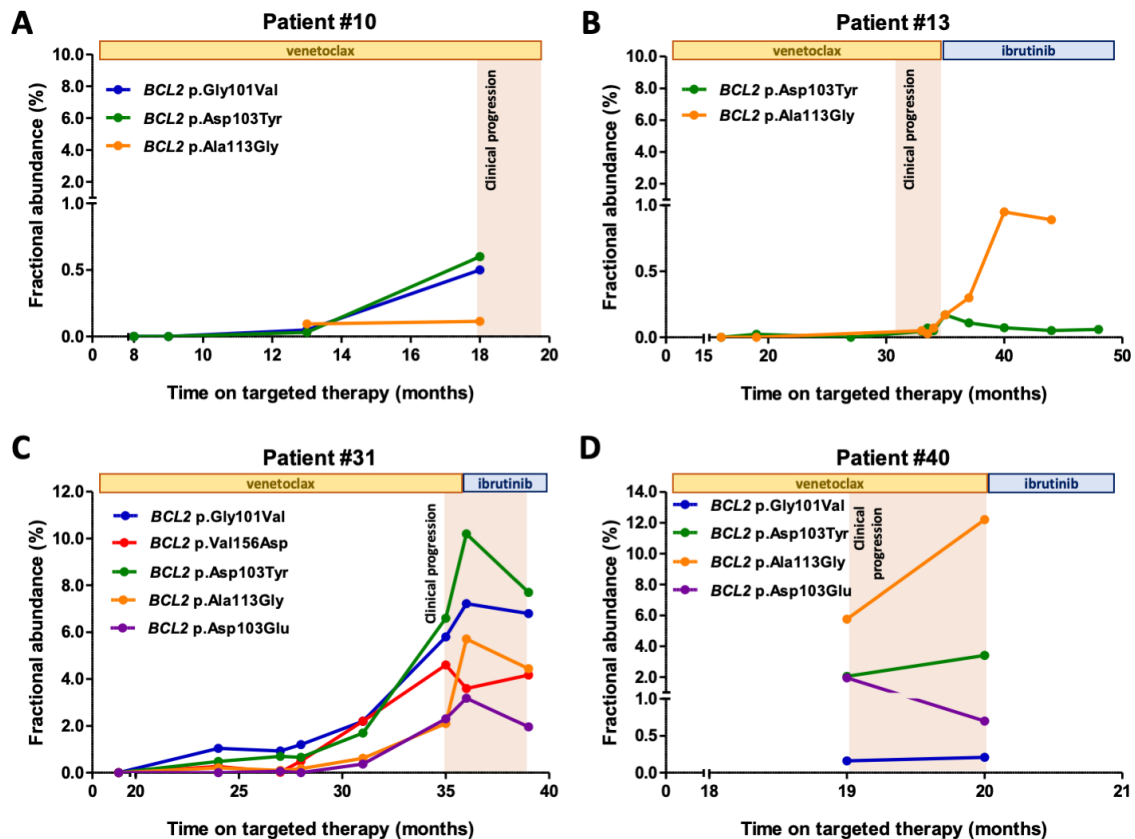 A
Patient #10
venetoclax
Fractional abundance (%)
10.0
8.0
6.0
4.0
2.0
1.0
0.5
0.0
BCL2 p.Gly101Val
BCL2 p.Asp103Tyr
BCL2 p.Ala113Gly
Clinical progression
0 8 10 12 14 16 18 20
Time on targeted therapy (months)
B
Patient #13
venetoclax ibrutinib
Fractional abundance (%)
10.0
8.0
6.0
4.0
2.0
1.0
0.5
0.0
BCL2 p.Asp103Tyr
BCL2 p.Ala113Gly
Clinical progression
0 15 20 30 40 50
Time on targeted therapy (months)
C
Patient #31
venetoclax ibrutinib
Fractional abundance (%)
12.0
10.0
8.0
6.0
4.0
2.0
0.0
BCL2 p.Gly101Val
BCL2 p.Val156Asp
BCL2 p.Asp103Tyr
BCL2 p.Ala113Gly
BCL2 p.Asp103Glu
Clinical progression
0 20 25 30 35 40
Time on targeted therapy (months)
D
Patient #40
venetoclax ibrutinib
Fractional abundance (%)
14.0
12.0
10.0
8.0
6.0
4.0
2.0
1.0
0.5
0.0
BCL2 p.Gly101Val
BCL2 p.Asp103Tyr
BCL2 p.Ala113Gly
BCL2 p.Asp103Glu
Clinical
progression
0 18 19 20 21
Time on targeted therapy (months)